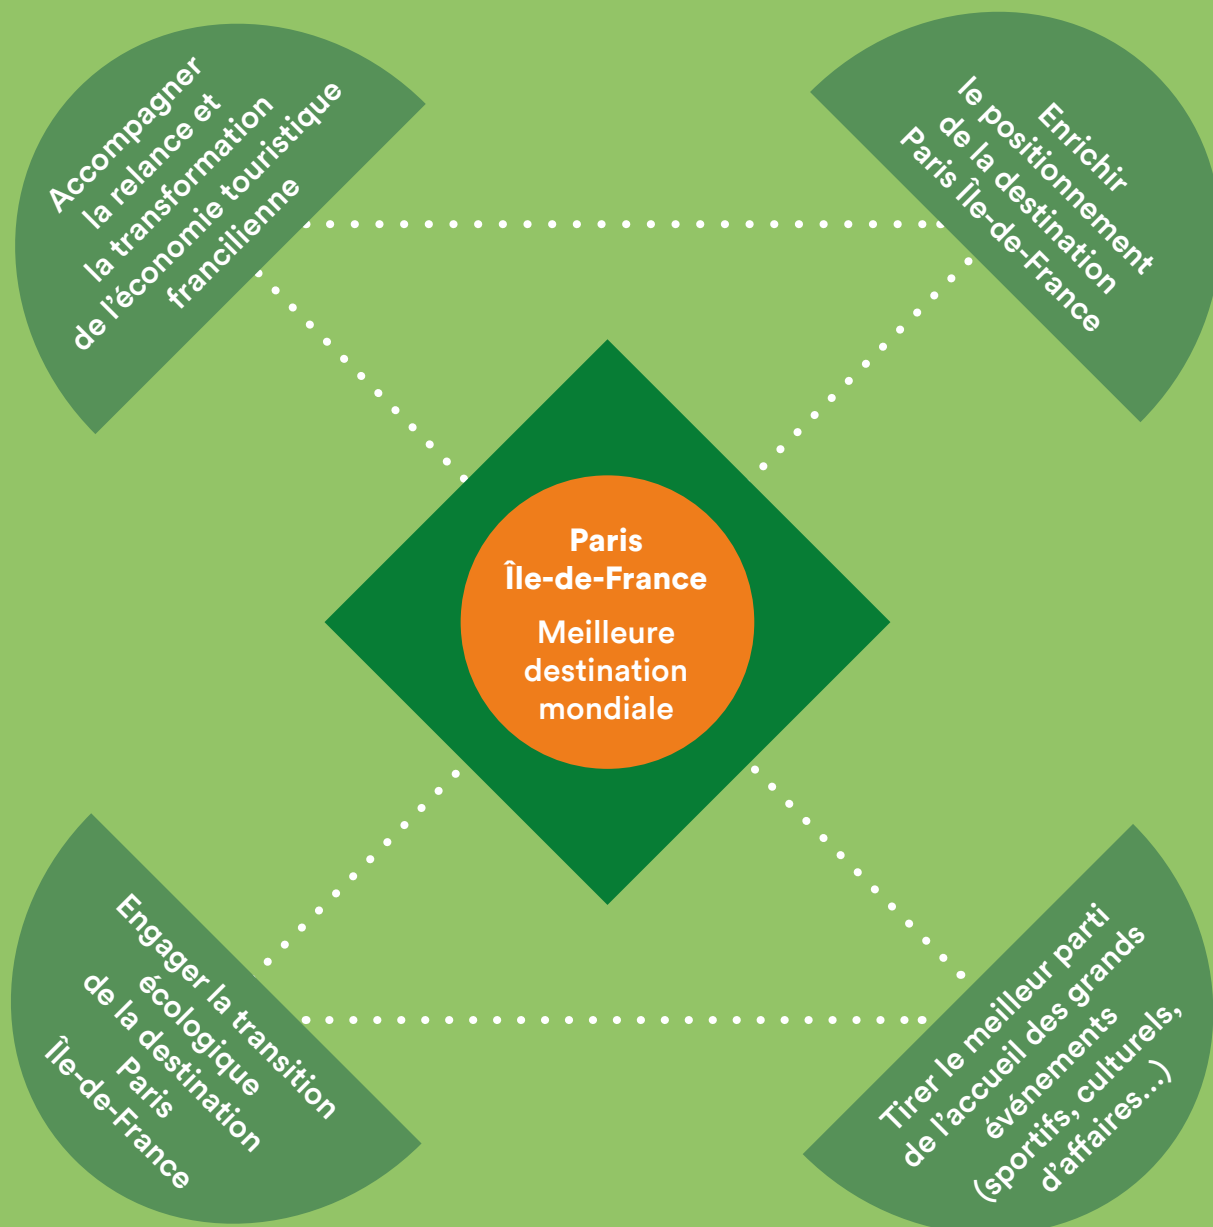 Accompagner
la relance et
la transformation
de l'économie touristique
francilienne
Enrichir
le positionnement
de la destination
Paris Île-de-France
Paris
Île-de-France
Meilleure
destination
mondiale
Engager la transition
écologique
de la destination
Paris
Île-de-France
Tirer le meilleur parti
de l'accueil des grands
événements
(sportifs, culturels,
d'affaires...)